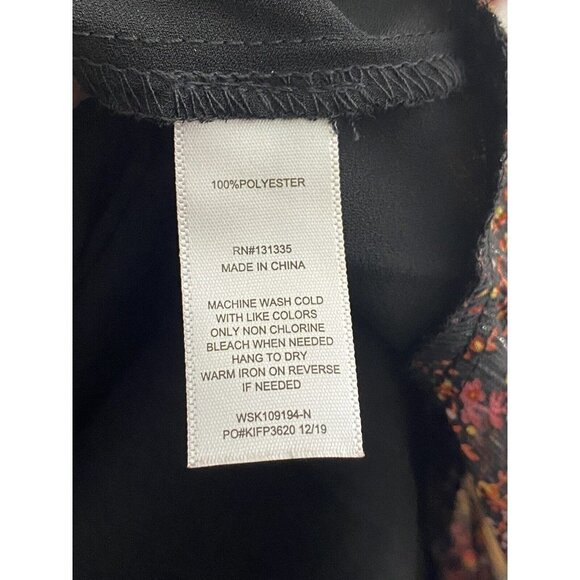 100%POLYESTER
RN#131335
MADE IN CHINA
MACHINE WASH COLD
WITH LIKE COLORS
ONLY NON CHLORINE
BLEACH WHEN NEEDED
HANG TO DRY
WARM IRON ON REVERSE
IF NEEDED
WSK109194-N
PO#KIFP3620 12/19